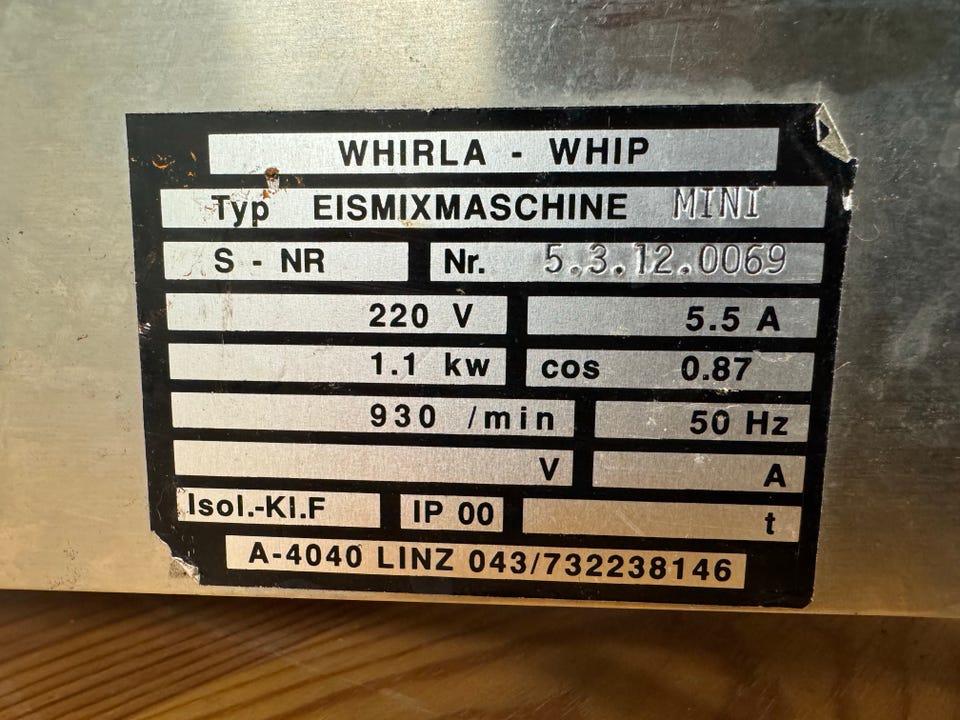 WHIRLA - WHIP
Typ EISMIXMASCHINE MINI
S - NR Nr. 5.3.12.0069
220 V 5.5 A
1.1 kw cos 0.87
930 /min 50 Hz
V A
Isol.-Kl.F IP 00 t
A-4040 LINZ 043/732238146